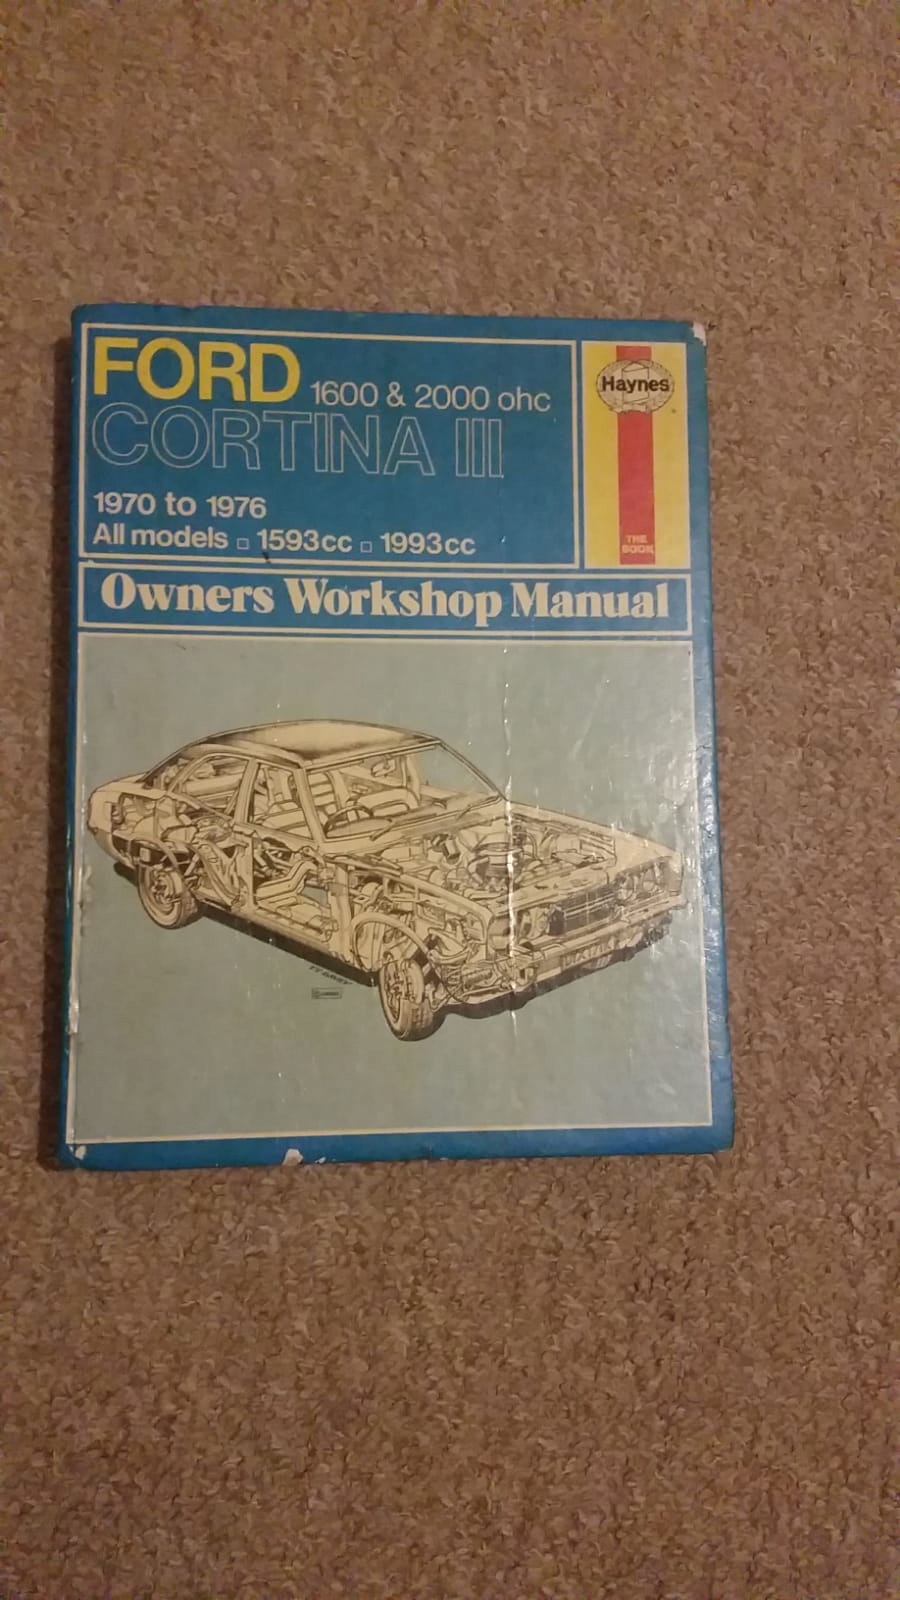 FORD 1600 & 2000 ohc
CORTINA III
1970 to 1976
All models □ 1593cc □ 1993cc
Haynes
THE
BOOK
Owners Workshop Manual